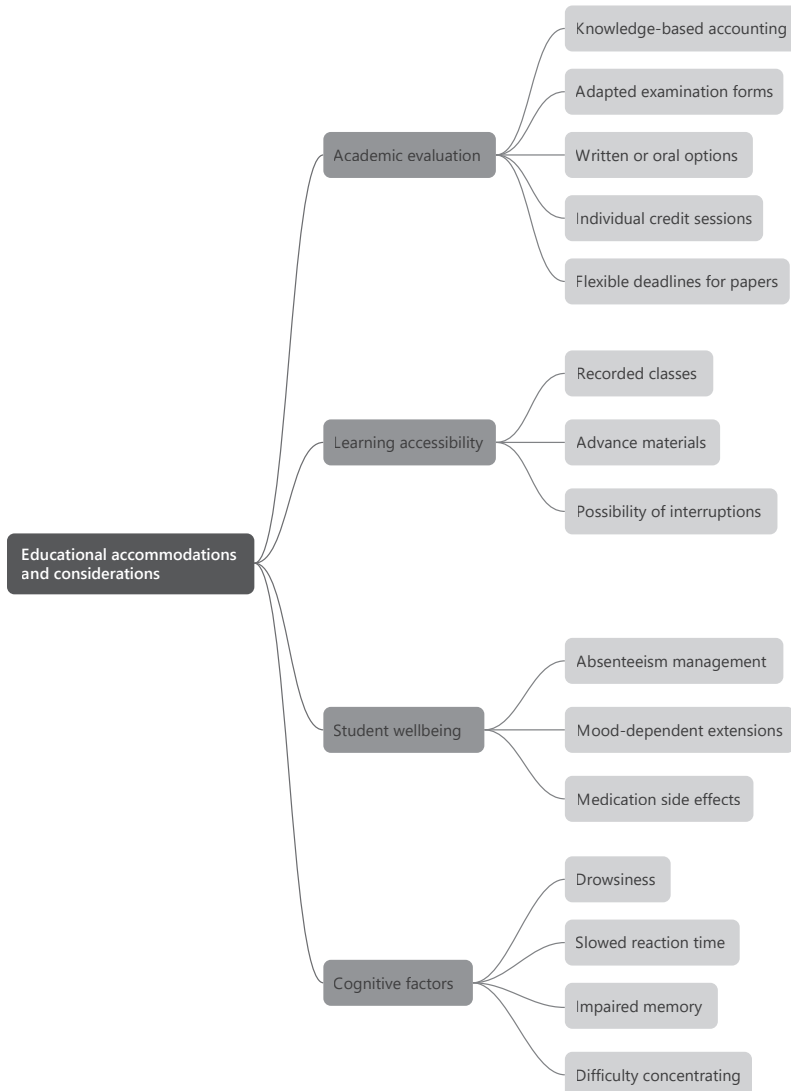 Educational accommodations
and considerations
Academic evaluation
Knowledge-based accounting
Adapted examination forms
Written or oral options
Individual credit sessions
Flexible deadlines for papers
Learning accessibility
Recorded classes
Advance materials
Possibility of interruptions
Student wellbeing
Absenteeism management
Mood-dependent extensions
Medication side effects
Cognitive factors
Drowsiness
Slowed reaction time
Impaired memory
Difficulty concentrating